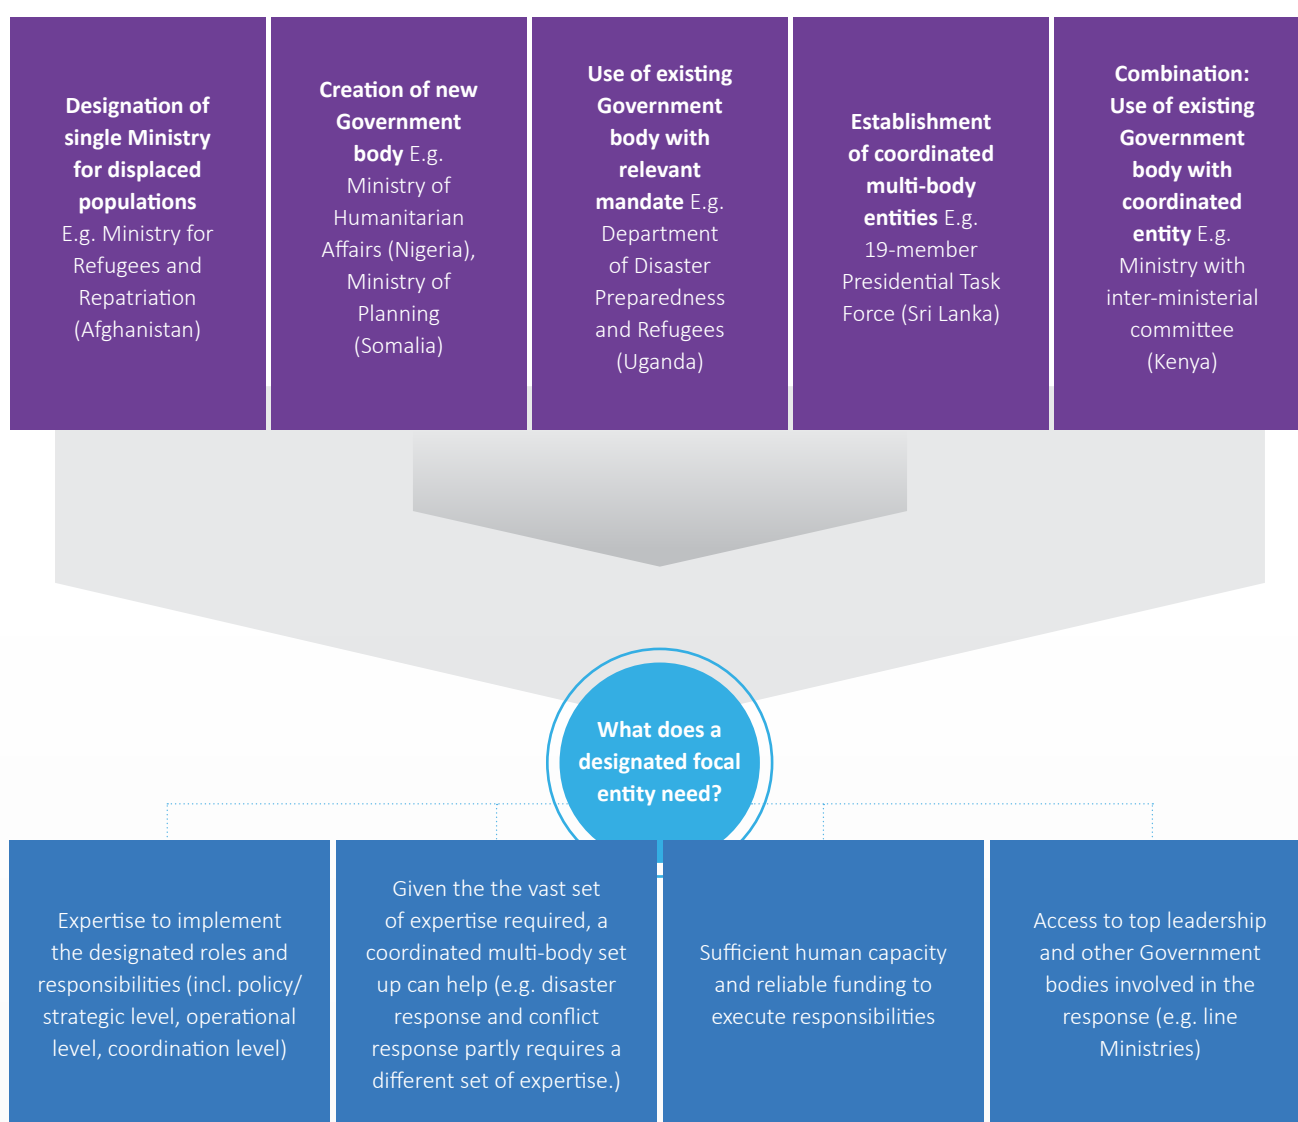 Designation of
single Ministry
for displaced
populations
E.g. Ministry for
Refugees and
Repatriation
(Afghanistan)
Creation of new
Government
body E.g.
Ministry of
Humanitarian
Affairs (Nigeria),
Ministry of
Planning
(Somalia)
Use of existing
Government
body with
relevant
mandate E.g.
Department
of Disaster
Preparedness
and Refugees
(Uganda)
Establishment
of coordinated
multi-body
entities E.g.
19-member
Presidential Task
Force (Sri Lanka)
Combination:
Use of existing
Government
body with
coordinated
entity E.g.
Ministry with
inter-ministerial
committee
(Kenya)
What does a
designated focal
entity need?
Expertise to implement
the designated roles and
responsibilities (incl. policy/
strategic level, operational
level, coordination level)
Given the the vast set
of expertise required, a
coordinated multi-body set
up can help (e.g. disaster
response and conflict
response partly requires a
different set of expertise.)
Sufficient human capacity
and reliable funding to
execute responsibilities
Access to top leadership
and other Government
bodies involved in the
response (e.g. line
Ministries)